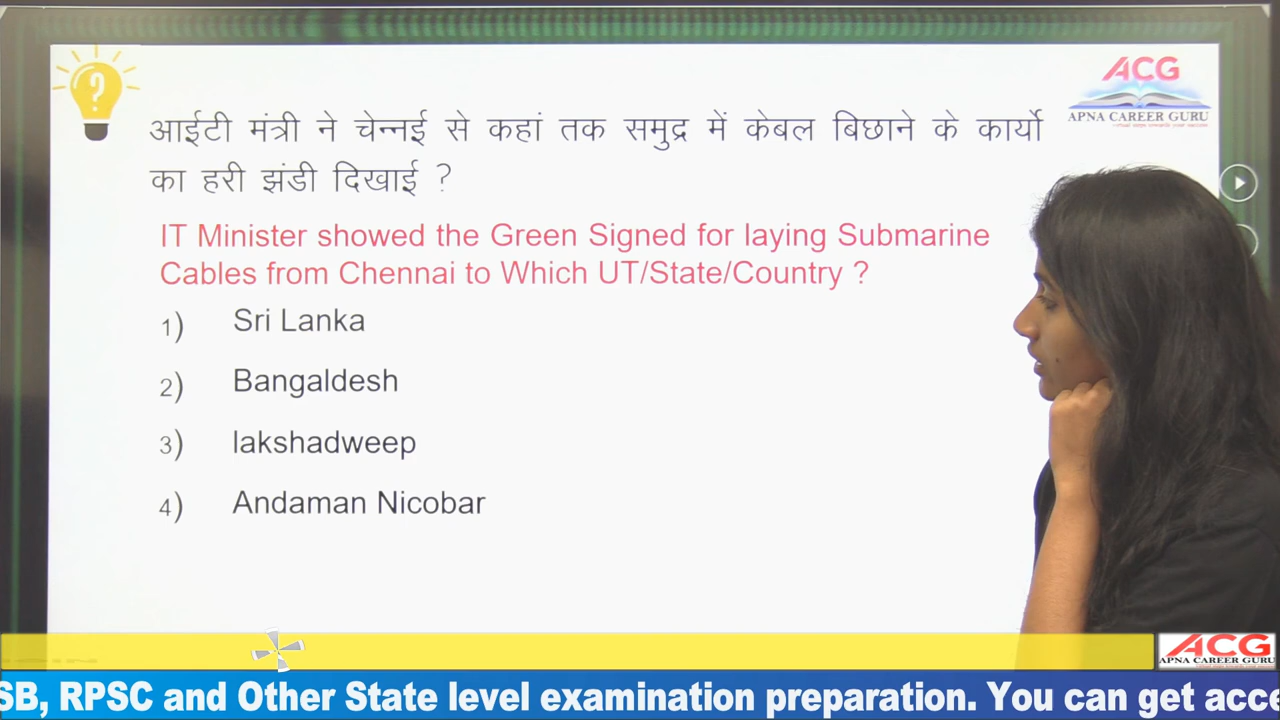 ACG
APNA CAREER GURU
आईटी मंत्री ने चेन्नई से कहां तक समुद्र में केबल बिछाने के कार्यो
का हरी झंडी दिखाई ?
IT Minister showed the Green Signed for laying Submarine
Cables from Chennai to Which UT/State/Country ?
1) Sri Lanka
2) Bangaldesh
3) lakshadweep
4) Andaman Nicobar
ACG
APNA CAREER GURU
SB, RPSC and Other State level examination preparation. You can get acce